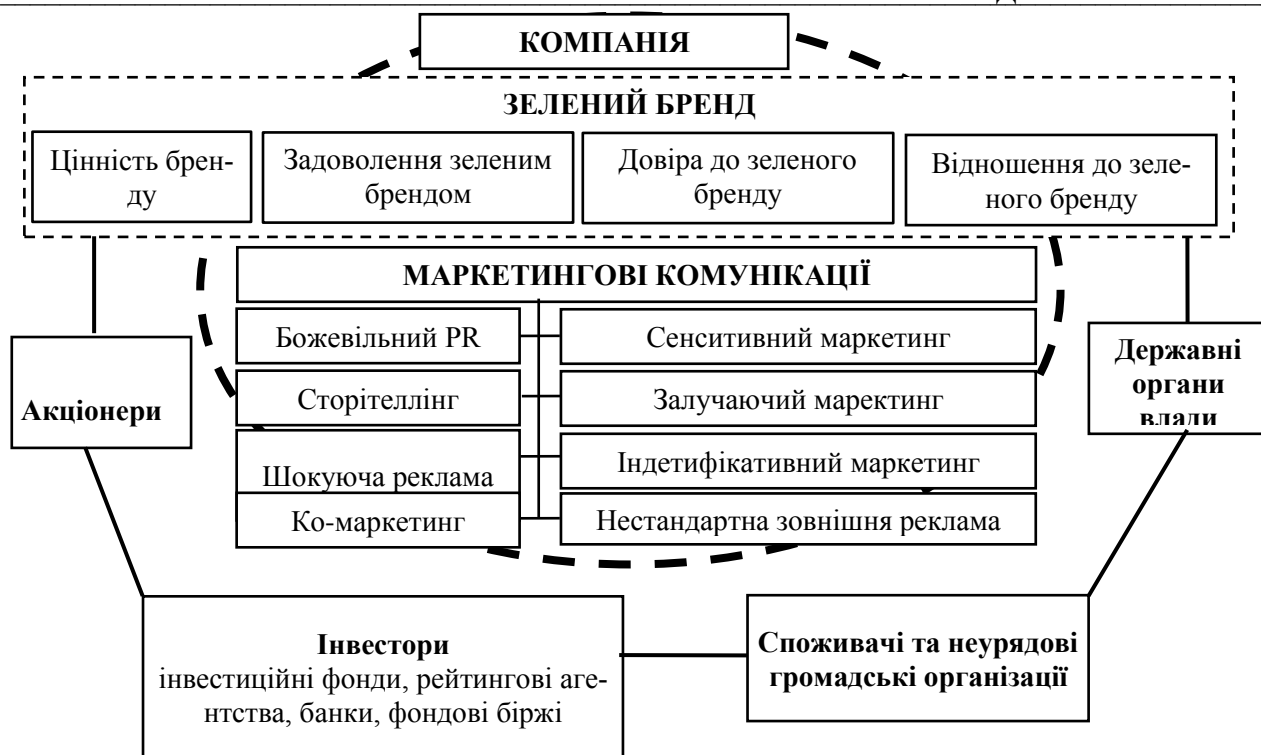 КОМПАНІЯ
ЗЕЛЕНИЙ БРЕНД
Цінність брен-
ду
Задоволення зеленим
брендом
Довіра до зеленого
бренду
Відношення до зеле-
ного бренду
МАРКЕТИНГОВІ КОМУНІКАЦІЇ
Божевільний PR
Сенситивний маркетинг
Сторітеллінг
Залучаючий маректинг
Шокуюча реклама
Індетифікативний маркетинг
Ко-маркетинг
Нестандартна зовнішня реклама
Акціонери
Державні
органи
влади
Інвестори
інвестиційні фонди, рейтингові аге-
нтства, банки, фондові біржі
Споживачі та неурядові
громадські організації